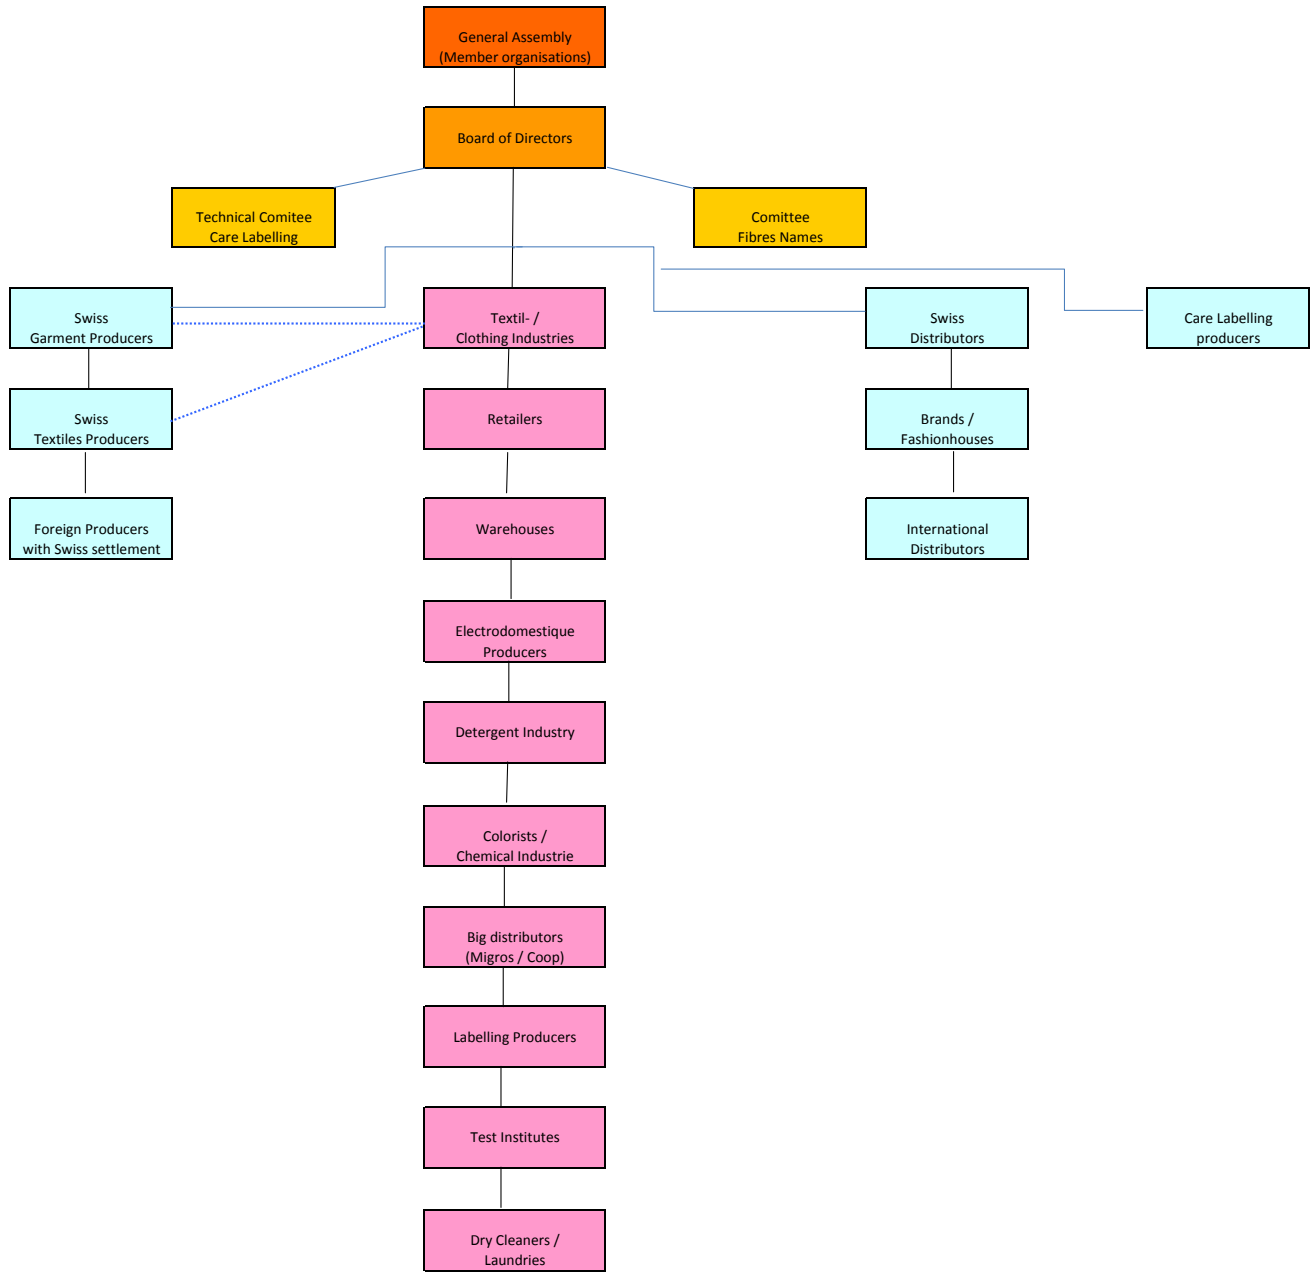 General Assembly
(Member organisations)
Board of Directors
Technical Comitee
Care Labelling
Comittee
Fibres Names
Swiss
Garment Producers
Textil- /
Clothing Industries
Swiss
Distributors
Care Labelling
producers
Swiss
Textiles Producers
Retailers
Brands /
Fashionhouses
Foreign Producers
with Swiss settlement
Warehouses
International
Distributors
Electrodomestique
Producers
Detergent Industry
Colorists /
Chemical Industrie
Big distributors
(Migros / Coop)
Labelling Producers
Test Institutes
Dry Cleaners /
Laundries